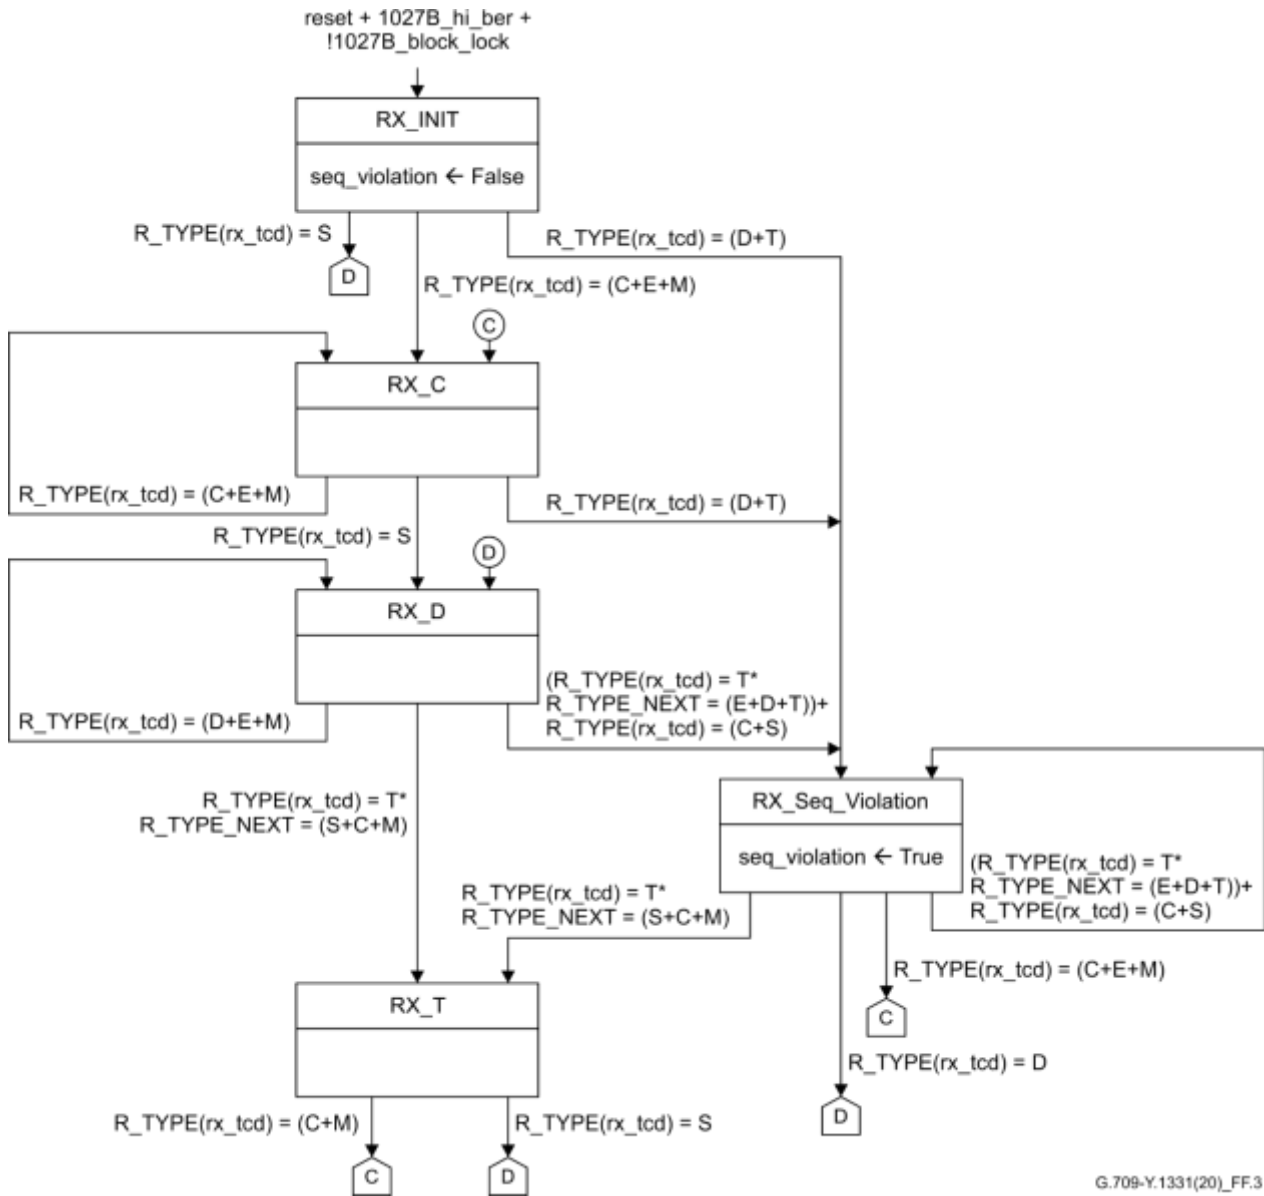 reset + 1027B_hi_ber +
!1027B_block_lock
RX_INIT
seq_violation ← False
R_TYPE(rx_tcd) = S
D
R_TYPE(rx_tcd) = (D+T)
R_TYPE(rx_tcd) = (C+E+M)
C
RX_C
R_TYPE(rx_tcd) = (C+E+M)
R_TYPE(rx_tcd) = (D+T)
R_TYPE(rx_tcd) = S
D
RX_D
R_TYPE(rx_tcd) = (D+E+M)
(R_TYPE(rx_tcd) = T*
R_TYPE_NEXT = (E+D+T))+
R_TYPE(rx_tcd) = (C+S)
R_TYPE(rx_tcd) = T*
R_TYPE_NEXT = (S+C+M)
RX_Seq_Violation
seq_violation ← True
(R_TYPE(rx_tcd) = T*
R_TYPE_NEXT = (E+D+T))+
R_TYPE(rx_tcd) = (C+S)
R_TYPE(rx_tcd) = T*
R_TYPE_NEXT = (S+C+M)
R_TYPE(rx_tcd) = (C+E+M)
C
RX_T
R_TYPE(rx_tcd) = D
D
R_TYPE(rx_tcd) = (C+M)
C
R_TYPE(rx_tcd) = S
D
G.709-Y.1331(20)_FF.3